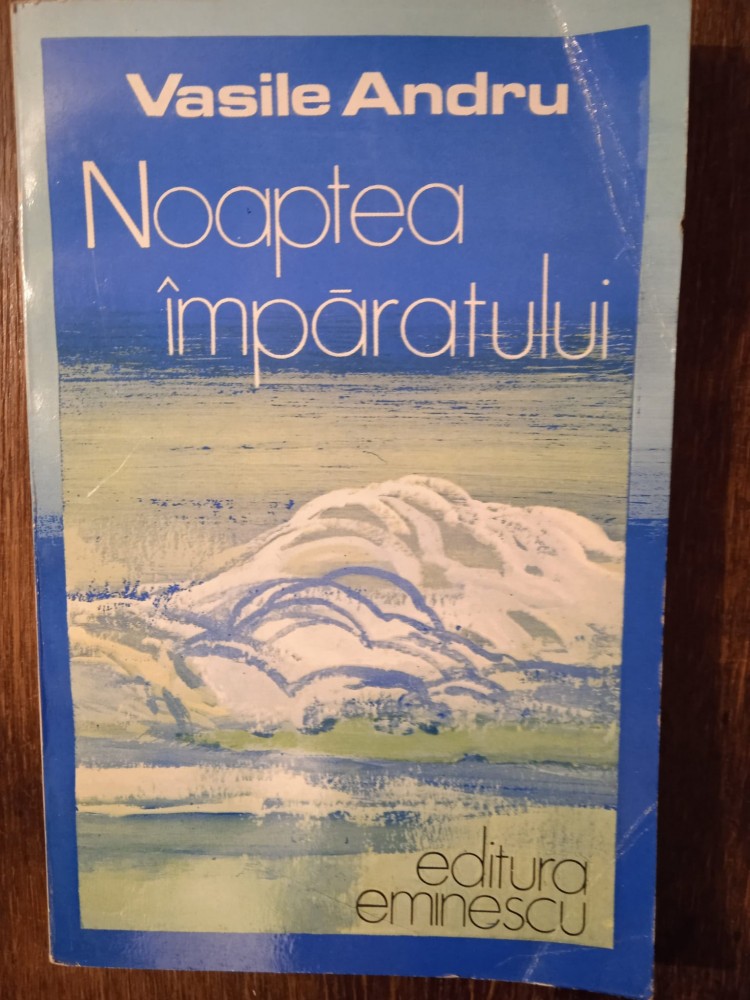 Vasile Andru
Noaptea
împăratului
editura
eminescu